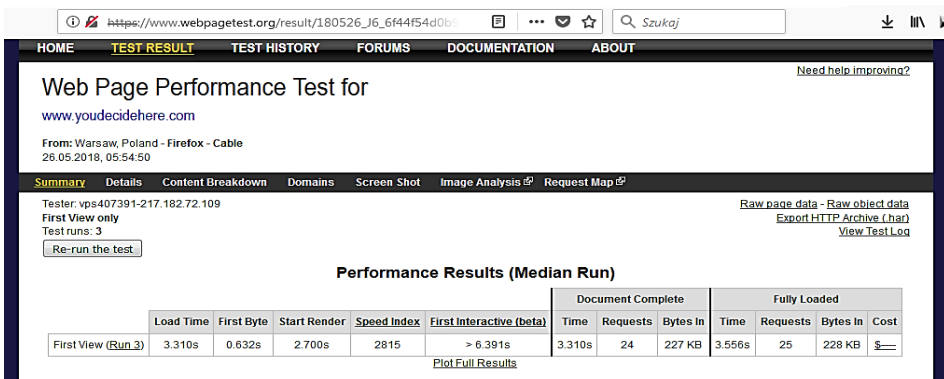 https://www.webpagetest.org/result/180526_J6_6f44f54d0b
Szukaj
HOME TEST RESULT TEST HISTORY FORUMS DOCUMENTATION ABOUT
Need help improving?
Web Page Performance Test for
www.youdecidehere.com
From: Warsaw, Poland - Firefox - Cable
26.05.2018, 05:54:50
Summary Details Content Breakdown Domains Screen Shot Image Analysis Request Map
Tester: vps407391-217.182.72.109
First View only
Test runs: 3
Re-run the test
Raw page data - Raw object data
Export HTTP Archive (.har)
View Test Log
Performance Results (Median Run)
Document Complete Fully Loaded
Load Time First Byte Start Render Speed Index First Interactive (beta) Time Requests Bytes In Time Requests Bytes In Cost
First View (Run 3) 3.310s 0.632s 2.700s 2815 > 6.391s 3.310s 24 227 KB 3.556s 25 228 KB $----
Plot Full Results